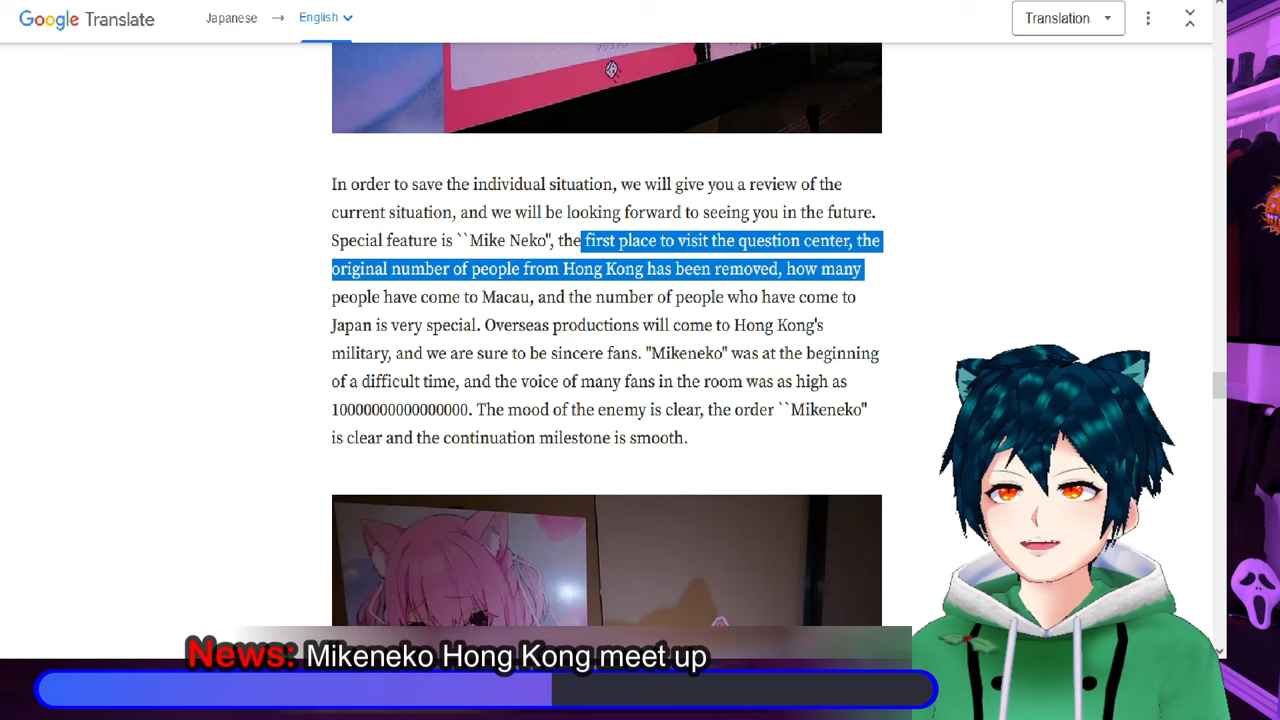 Google Translate
Japanese → English
Translation
In order to save the individual situation, we will give you a review of the
current situation, and we will be looking forward to seeing you in the future.
Special feature is ``Mike Neko", the first place to visit the question center, the
original number of people from Hong Kong has been removed, how many
people have come to Macau, and the number of people who have come to
Japan is very special. Overseas productions will come to Hong Kong's
military, and we are sure to be sincere fans. "Mikeneko" was at the beginning
of a difficult time, and the voice of many fans in the room was as high as
10000000000000000. The mood of the enemy is clear, the order ``Mikeneko"
is clear and the continuation milestone is smooth.
News: Mikeneko Hong Kong meet up